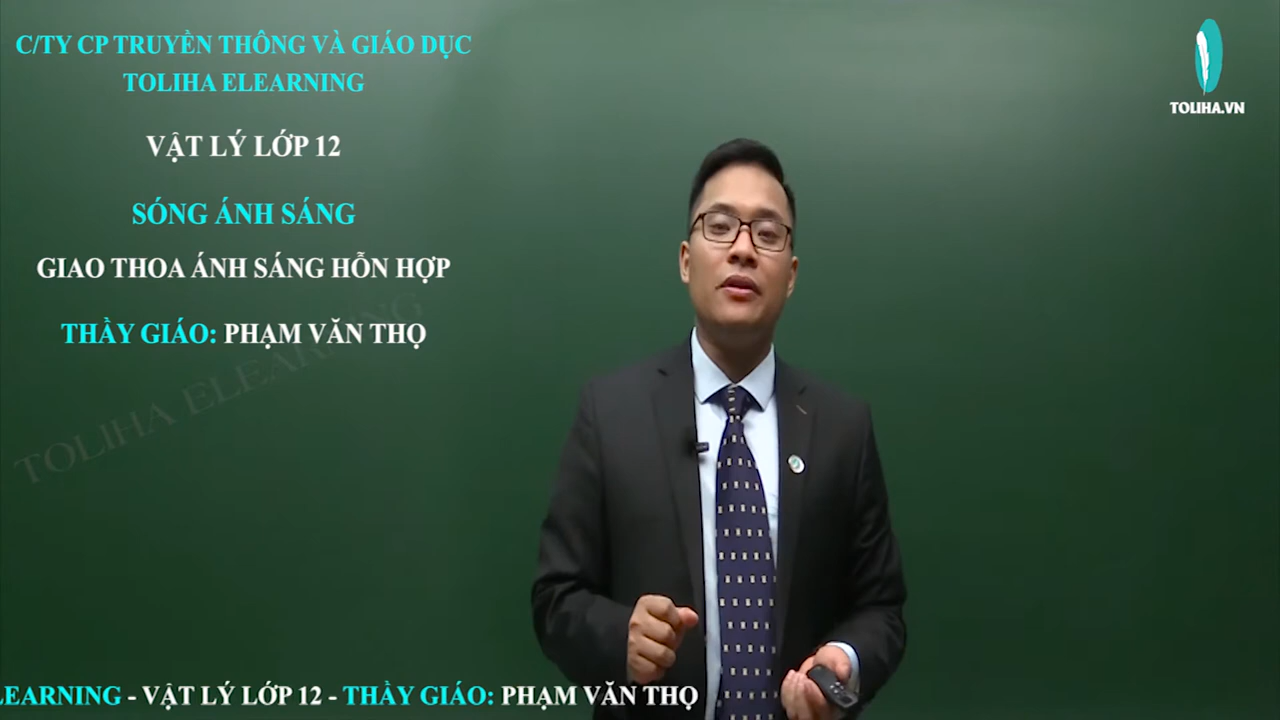 C/TY CP TRUYỀN THÔNG VÀ GIÁO DỤC
TOLIHA ELEARNING
TOLIHA.VN
VẬT LÝ LỚP 12
SÓNG ÁNH SÁNG
GIAO THOA ÁNH SÁNG HỖN HỢP
THẦY GIÁO: PHẠM VĂN THỌ
TOLIHA ELEARNING
LEARNING - VẬT LÝ LỚP 12 - THẦY GIÁO: PHẠM VĂN THỌ